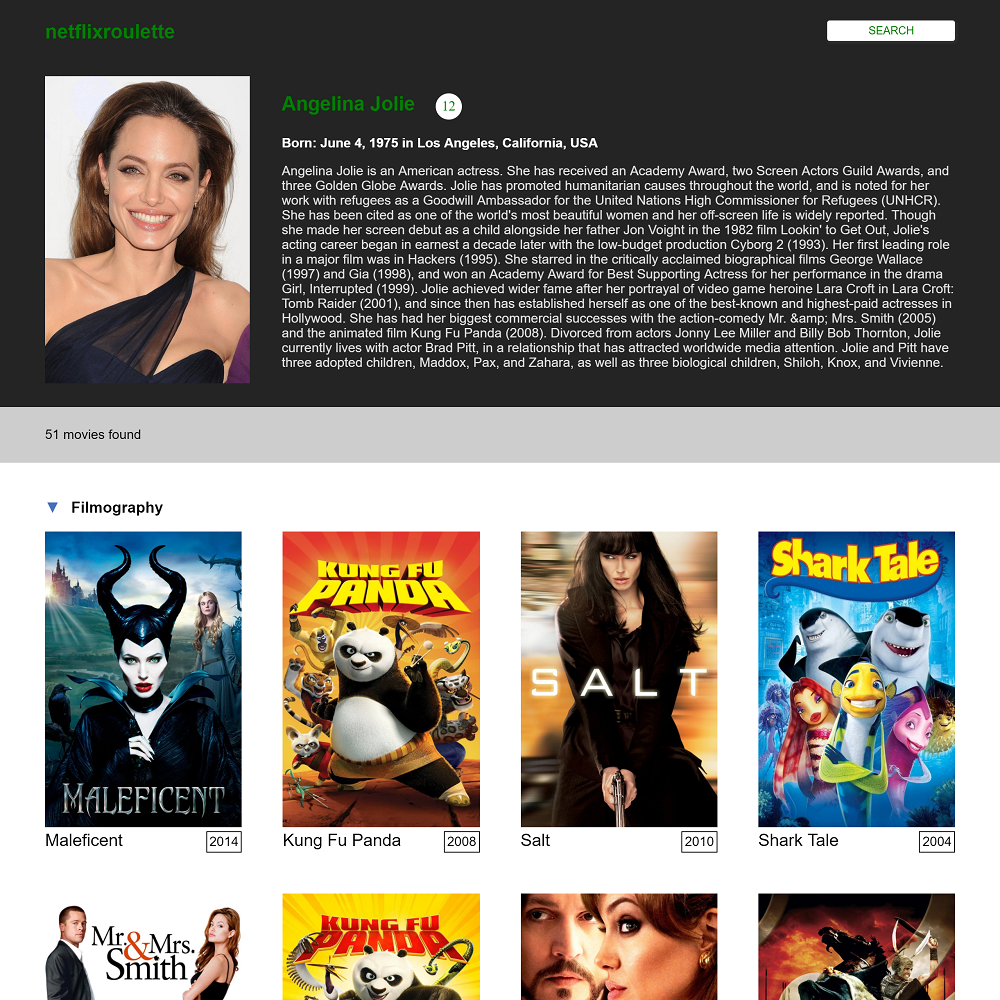 netflixroulette
SEARCH
Angelina Jolie 12
Born: June 4, 1975 in Los Angeles, California, USA
Angelina Jolie is an American actress. She has received an Academy Award, two Screen Actors Guild Awards, and
three Golden Globe Awards. Jolie has promoted humanitarian causes throughout the world, and is noted for her
work with refugees as a Goodwill Ambassador for the United Nations High Commissioner for Refugees (UNHCR).
She has been cited as one of the world's most beautiful women and her off-screen life is widely reported. Though
she made her screen debut as a child alongside her father Jon Voight in the 1982 film Lookin' to Get Out, Jolie's
acting career began in earnest a decade later with the low-budget production Cyborg 2 (1993). Her first leading role
in a major film was in Hackers (1995). She starred in the critically acclaimed biographical films George Wallace
(1997) and Gia (1998), and won an Academy Award for Best Supporting Actress for her performance in the drama
Girl, Interrupted (1999). Jolie achieved wider fame after her portrayal of video game heroine Lara Croft in Lara Croft:
Tomb Raider (2001), and since then has established herself as one of the best-known and highest-paid actresses in
Hollywood. She has had her biggest commercial successes with the action-comedy Mr. &amp;amp; Mrs. Smith (2005)
and the animated film Kung Fu Panda (2008). Divorced from actors Jonny Lee Miller and Billy Bob Thornton, Jolie
currently lives with actor Brad Pitt, in a relationship that has attracted worldwide media attention. Jolie and Pitt have
three adopted children, Maddox, Pax, and Zahara, as well as three biological children, Shiloh, Knox, and Vivienne.
51 movies found
▼ Filmography
MALEFICENT
KUNG FU
PANDA
SALT
Shark Tale
Maleficent 2014
Kung Fu Panda 2008
Salt 2010
Shark Tale 2004
Mr.&Mrs.
Smith
KUNG FU
PANDA